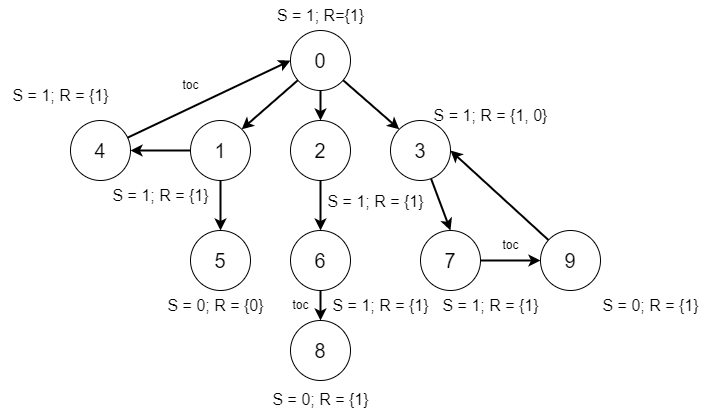 S = 1; R={1}
0
toc
S = 1; R = {1}
S = 1; R = {1, 0}
4
1
2
3
S = 1; R = {1}
S = 1; R = {1}
toc
5
6
7
9
S = 0; R = {0}
toc
S = 1; R = {1}
S = 1; R = {1}
S = 0; R = {1}
8
S = 0; R = {1}